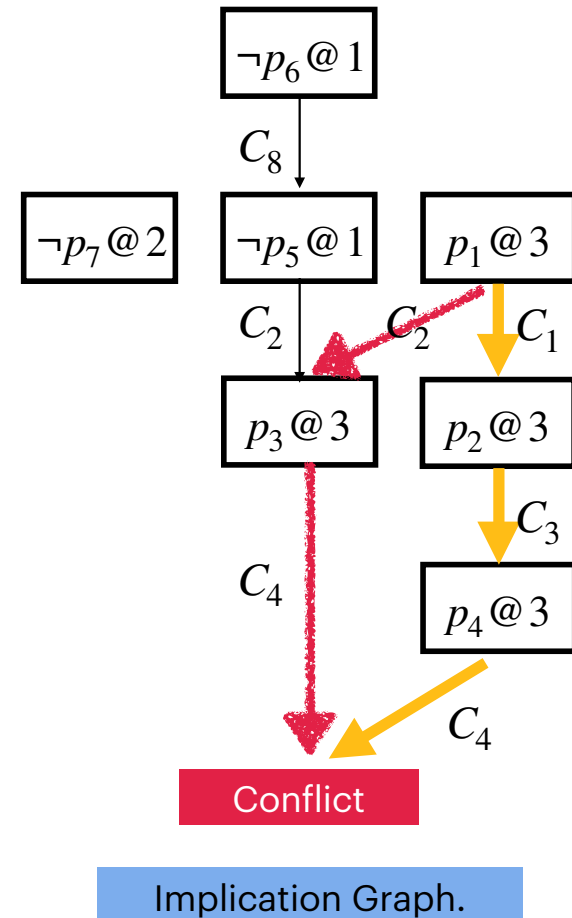 ¬p₆@1
C₈
¬p₇@2 ¬p₅@1 p₁@3
C₂ C₂ C₁
p₃@3 p₂@3
C₃
C₄ p₄@3
C₄
Conflict
Implication Graph.